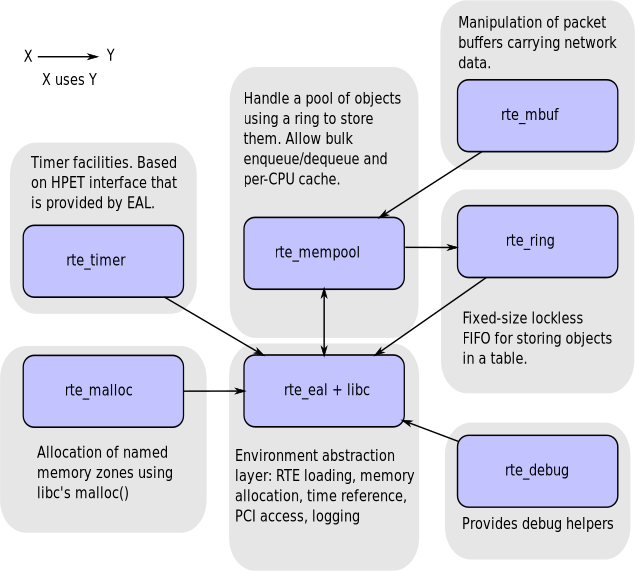 X
Y
X uses Y
Manipulation of packet
buffers carrying network
data.
rte_mbuf
Handle a pool of objects
using a ring to store
them. Allow bulk
enqueue/dequeue and
per-CPU cache.
rte_mempool
Timer facilities. Based
on HPET interface that
is provided by EAL.
rte_timer
rte_ring
Fixed-size lockless
FIFO for storing objects
in a table.
rte_malloc
Allocation of named
memory zones using
libc's malloc()
rte_eal + libc
Environment abstraction
layer: RTE loading, memory
allocation, time reference,
PCI access, logging
rte_debug
Provides debug helpers